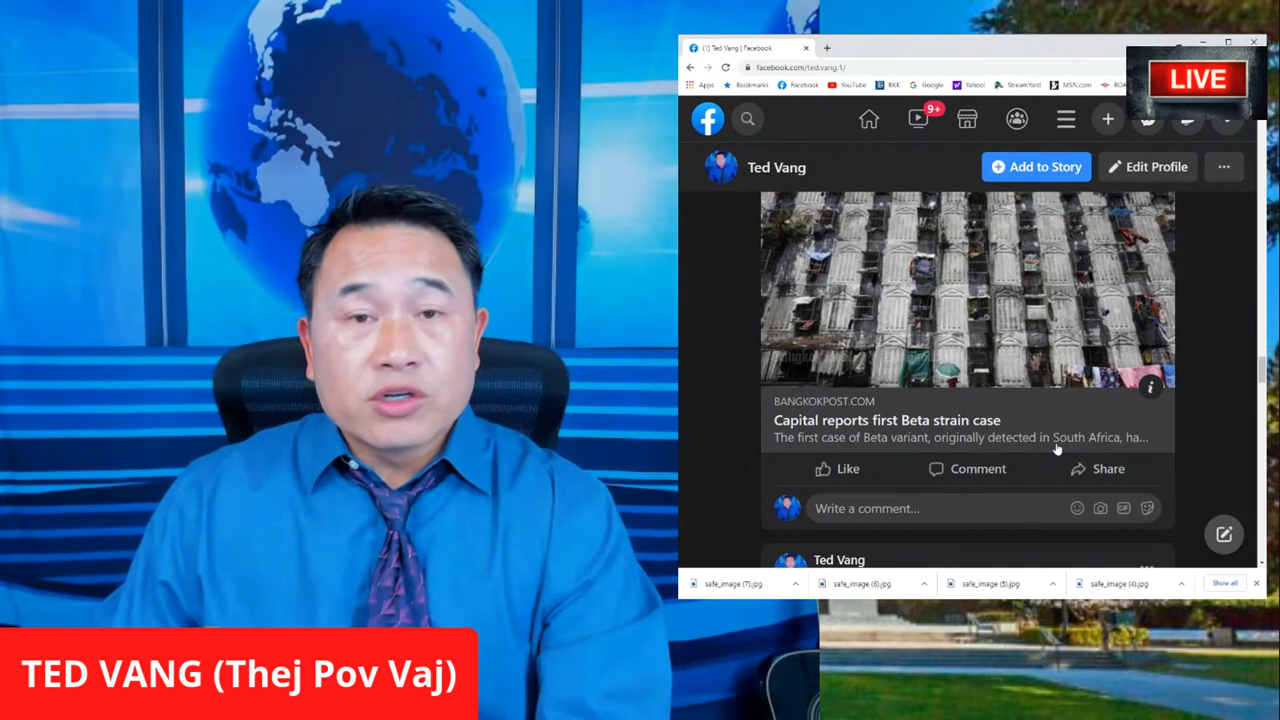 (1) Ted Vang | Facebook
facebook.com/ted.vang.1/
Apps Bookmarks Facebook YouTube BKK Google Yahoo! StreamYard MSN.com
LIVE
9+
Ted Vang
Add to Story
Edit Profile
BANGKOKPOST.COM
Capital reports first Beta strain case
The first case of Beta variant, originally detected in South Africa, ha...
Like Comment Share
Write a comment...
GIF
Ted Vang
safe_image (7).jpg safe_image (6).jpg safe_image (5).jpg safe_image (4).jpg Show all
TED VANG (Thej Pov Vaj)